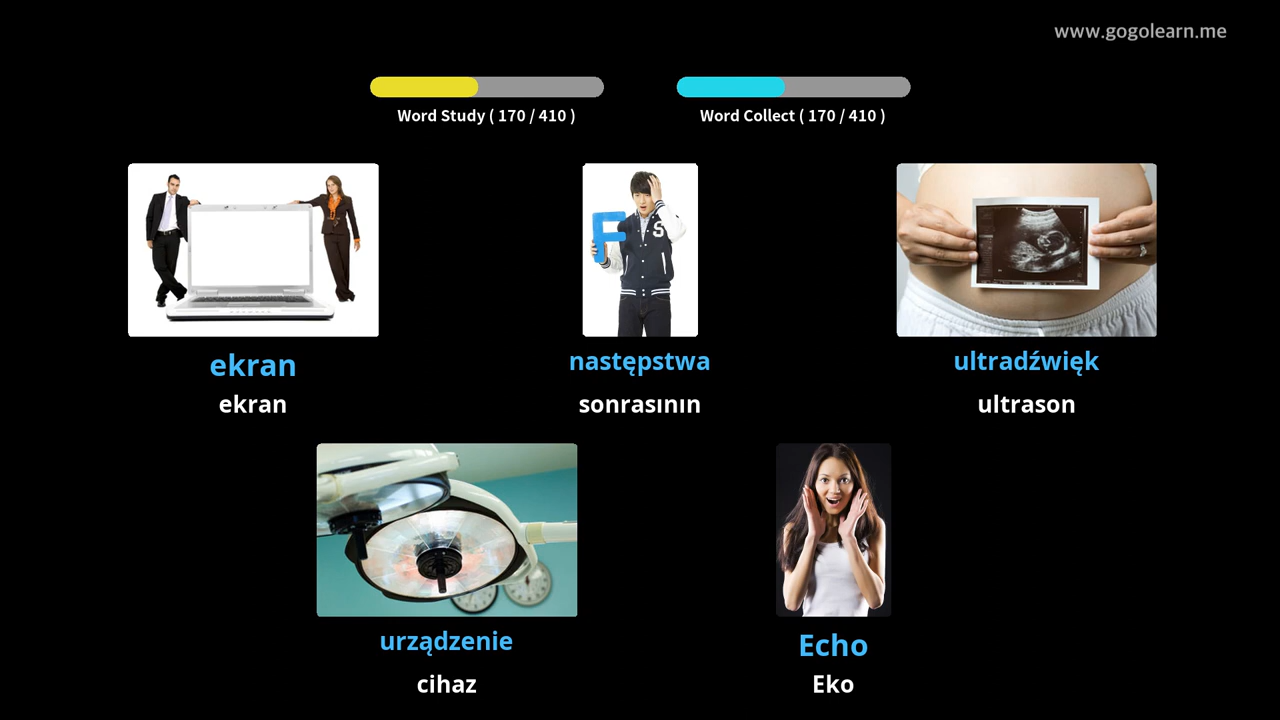 www.gogolearn.me
Word Study ( 170 / 410 )
Word Collect ( 170 / 410 )
F
S
ekran
następstwa
ultradźwięk
ekran
sonrasının
ultrason
urządzenie
Echo
cihaz
Eko